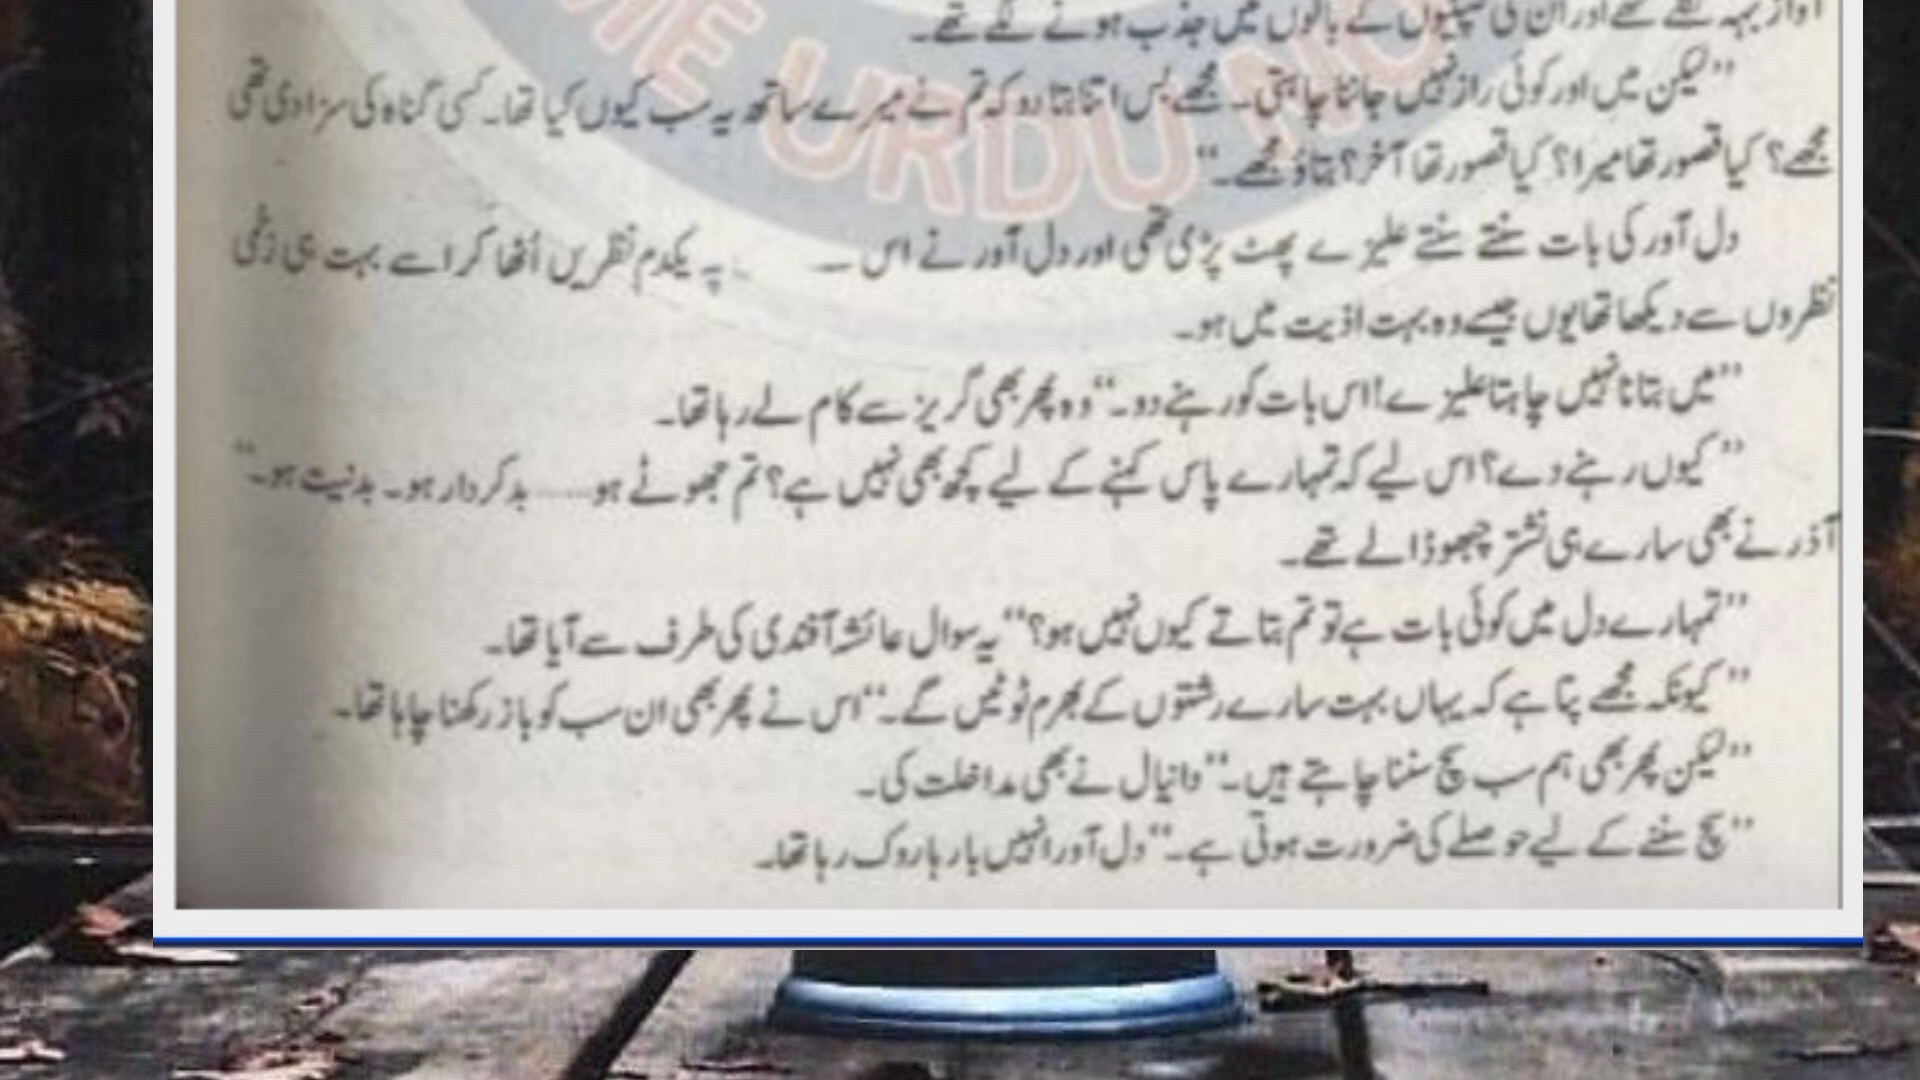 آواز بہہ نکلے تھے اور ان کی کنپٹیوں کے بالوں میں جذب ہونے لگے تھے۔
’’لیکن میں اور کوئی راز نہیں جاننا چاہتی۔ مجھے بس اتنا بتا دو کہ تم نے میرے ساتھ یہ سب کیوں کیا تھا۔ کسی گناہ کی سزا دی تھی
مجھے؟ کیا قصور تھا میرا؟ کیا قصور تھا آخر؟ بتاؤ مجھے۔‘‘
دل آور کی بات سنتے سنتے علیزے پھٹ پڑی تھی اور دل آور نے اس پہ یکدم نظریں اُٹھا کر اسے بہت ہی زخمی
نظروں سے دیکھا تھا یوں جیسے وہ بہت اذیت میں ہو۔
’’میں بتانا نہیں چاہتا علیزے! اس بات کو رہنے دو۔‘‘ وہ پھر بھی گریز سے کام لے رہا تھا۔
’’کیوں رہنے دے؟ اس لیے کہ تمہارے پاس کہنے کے لیے کچھ بھی نہیں ہے؟ تم جھوٹے ہو..... بدکردار ہو۔ بدنیت ہو۔‘‘
آذر نے بھی سارے ہی نشتر چبھو ڈالے تھے۔
’’تمہارے دل میں کوئی بات ہے تو تم بتاتے کیوں نہیں ہو؟‘‘ یہ سوال عائشہ آفندی کی طرف سے آیا تھا۔
’’کیونکہ مجھے پتا ہے کہ یہاں بہت سارے رشتوں کے بھرم ٹوٹیں گے۔‘‘ اس نے پھر بھی ان سب کو باز رکھنا چاہا تھا۔
’’لیکن پھر بھی ہم سب سچ سننا چاہتے ہیں۔‘‘ دانیال نے بھی مداخلت کی۔
’’سچ سننے کے لیے حوصلے کی ضرورت ہوتی ہے۔‘‘ دل آور انہیں بار بار روک رہا تھا۔
URDU